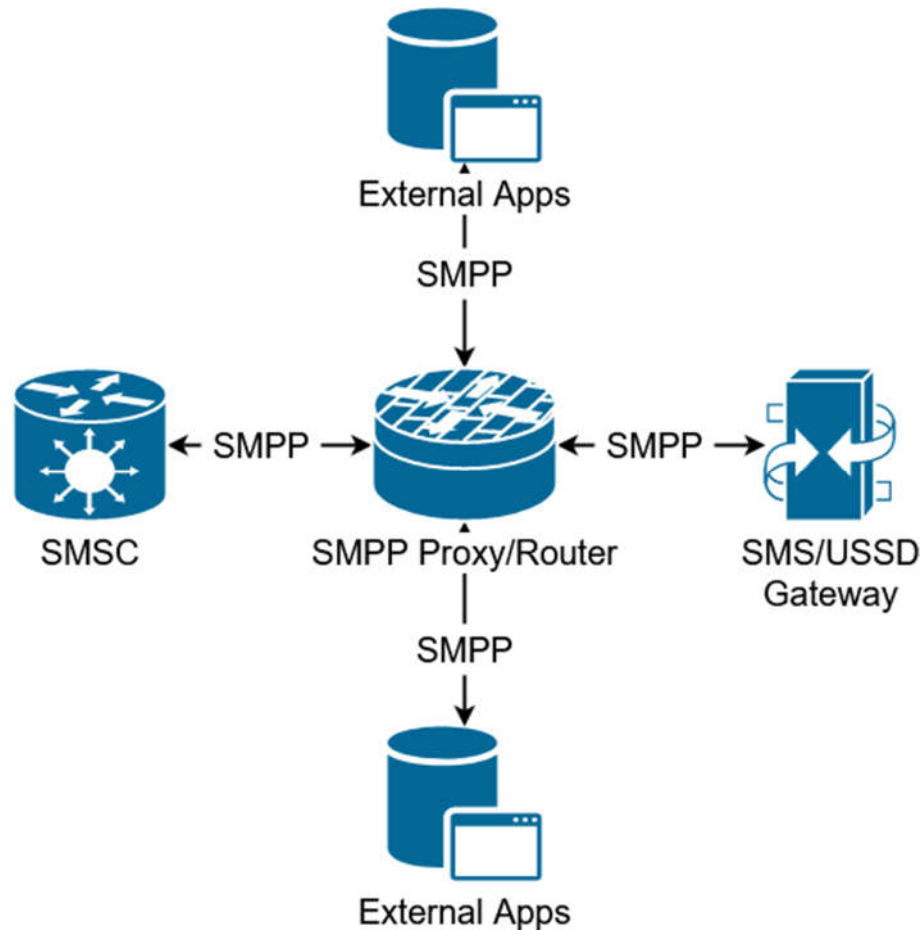 External Apps
SMPP
SMPP
SMPP
SMSC
SMPP Proxy/Router
SMS/USSD
Gateway
SMPP
External Apps